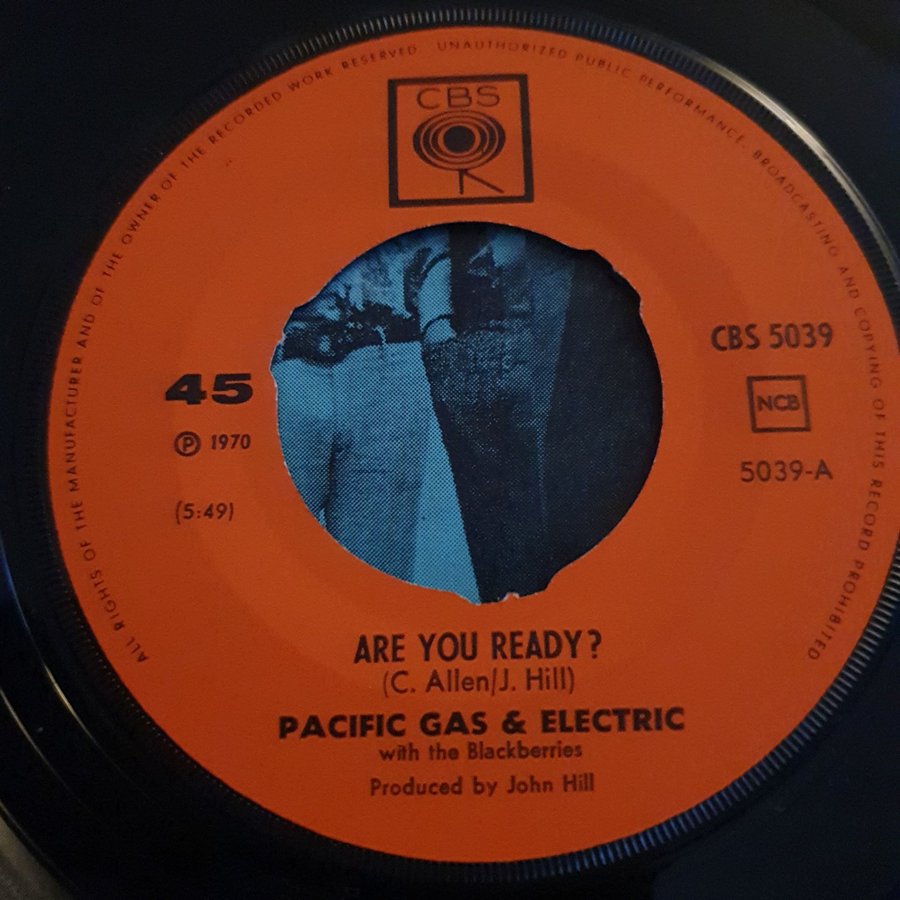 ALL RIGHTS OF THE MANUFACTURER AND OF THE OWNER OF THE RECORDED WORK RESERVED. UNAUTHORIZED PUBLIC PERFORMANCE, BROADCASTING AND COPYING OF THIS RECORD PROHIBITED
CBS
45
℗ 1970
(5:49)
CBS 5039
NCB
5039-A
ARE YOU READY?
(C. Allen/J. Hill)
PACIFIC GAS & ELECTRIC
with the Blackberries
Produced by John Hill